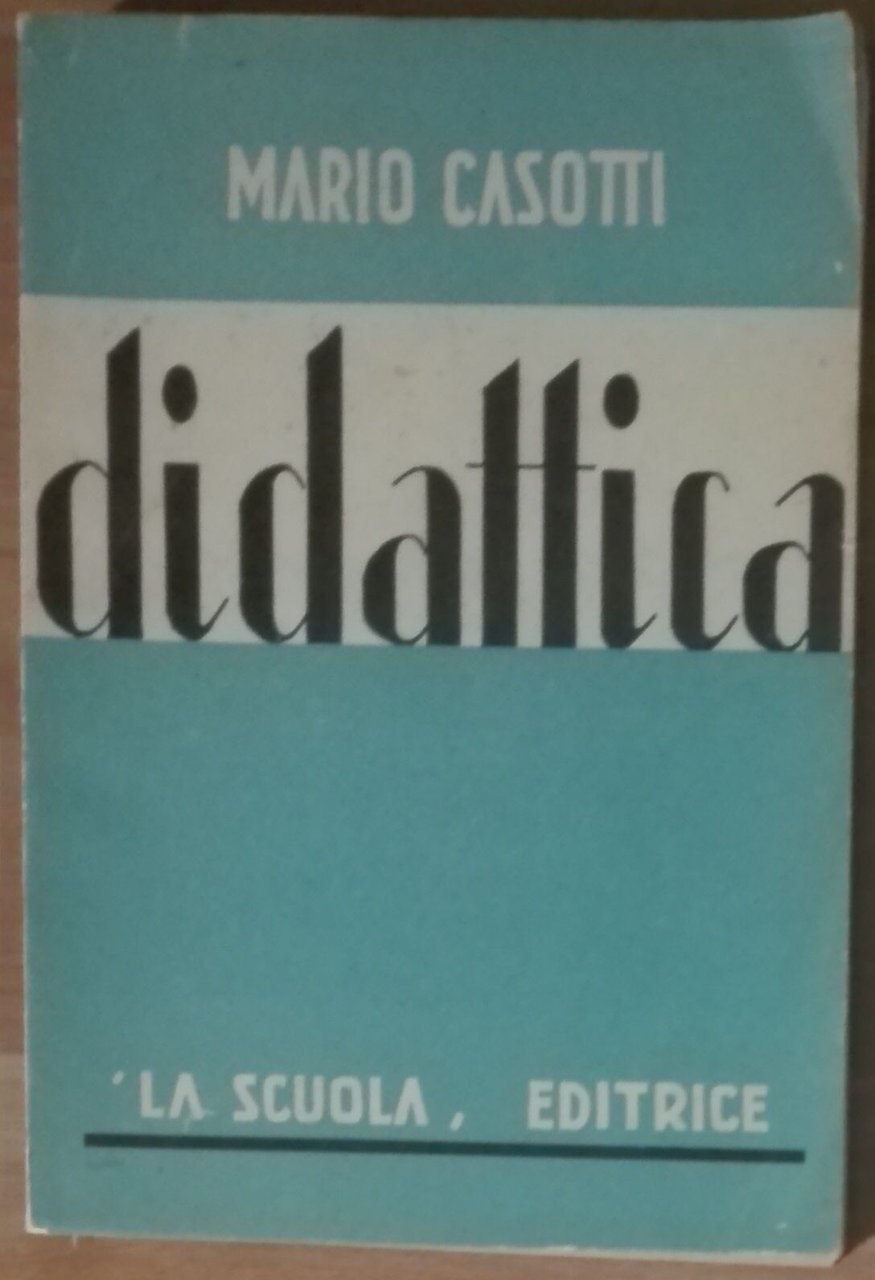 MARIO CASOTTI
didattica
'LA SCUOLA, EDITRICE